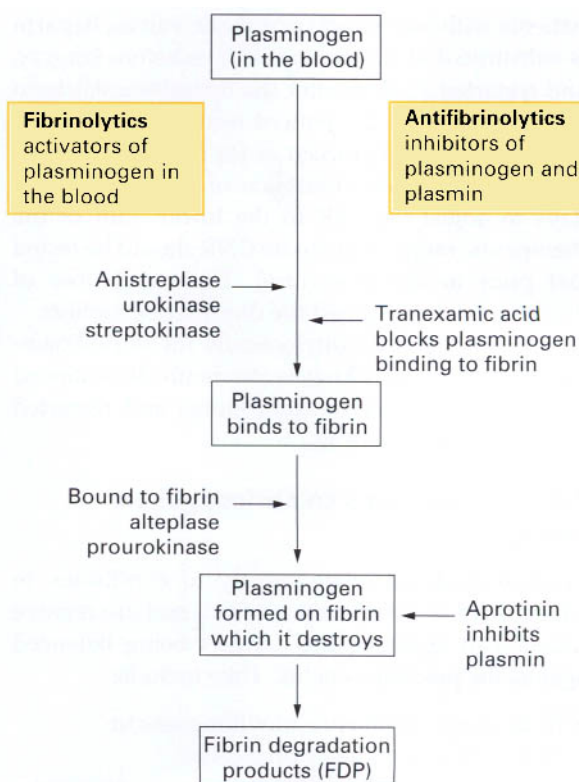 Plasminogen
(in the blood)
Fibrinolytics
activators of
plasminogen in
the blood
Antifibrinolytics
inhibitors of
plasminogen and
plasmin
Anistreplase
urokinase
streptokinase
Tranexamic acid
blocks plasminogen
binding to fibrin
Plasminogen
binds to fibrin
Bound to fibrin
alteplase
prourokinase
Plasminogen
formed on fibrin
which it destroys
Aprotinin
inhibits
plasmin
Fibrin degradation
products (FDP)